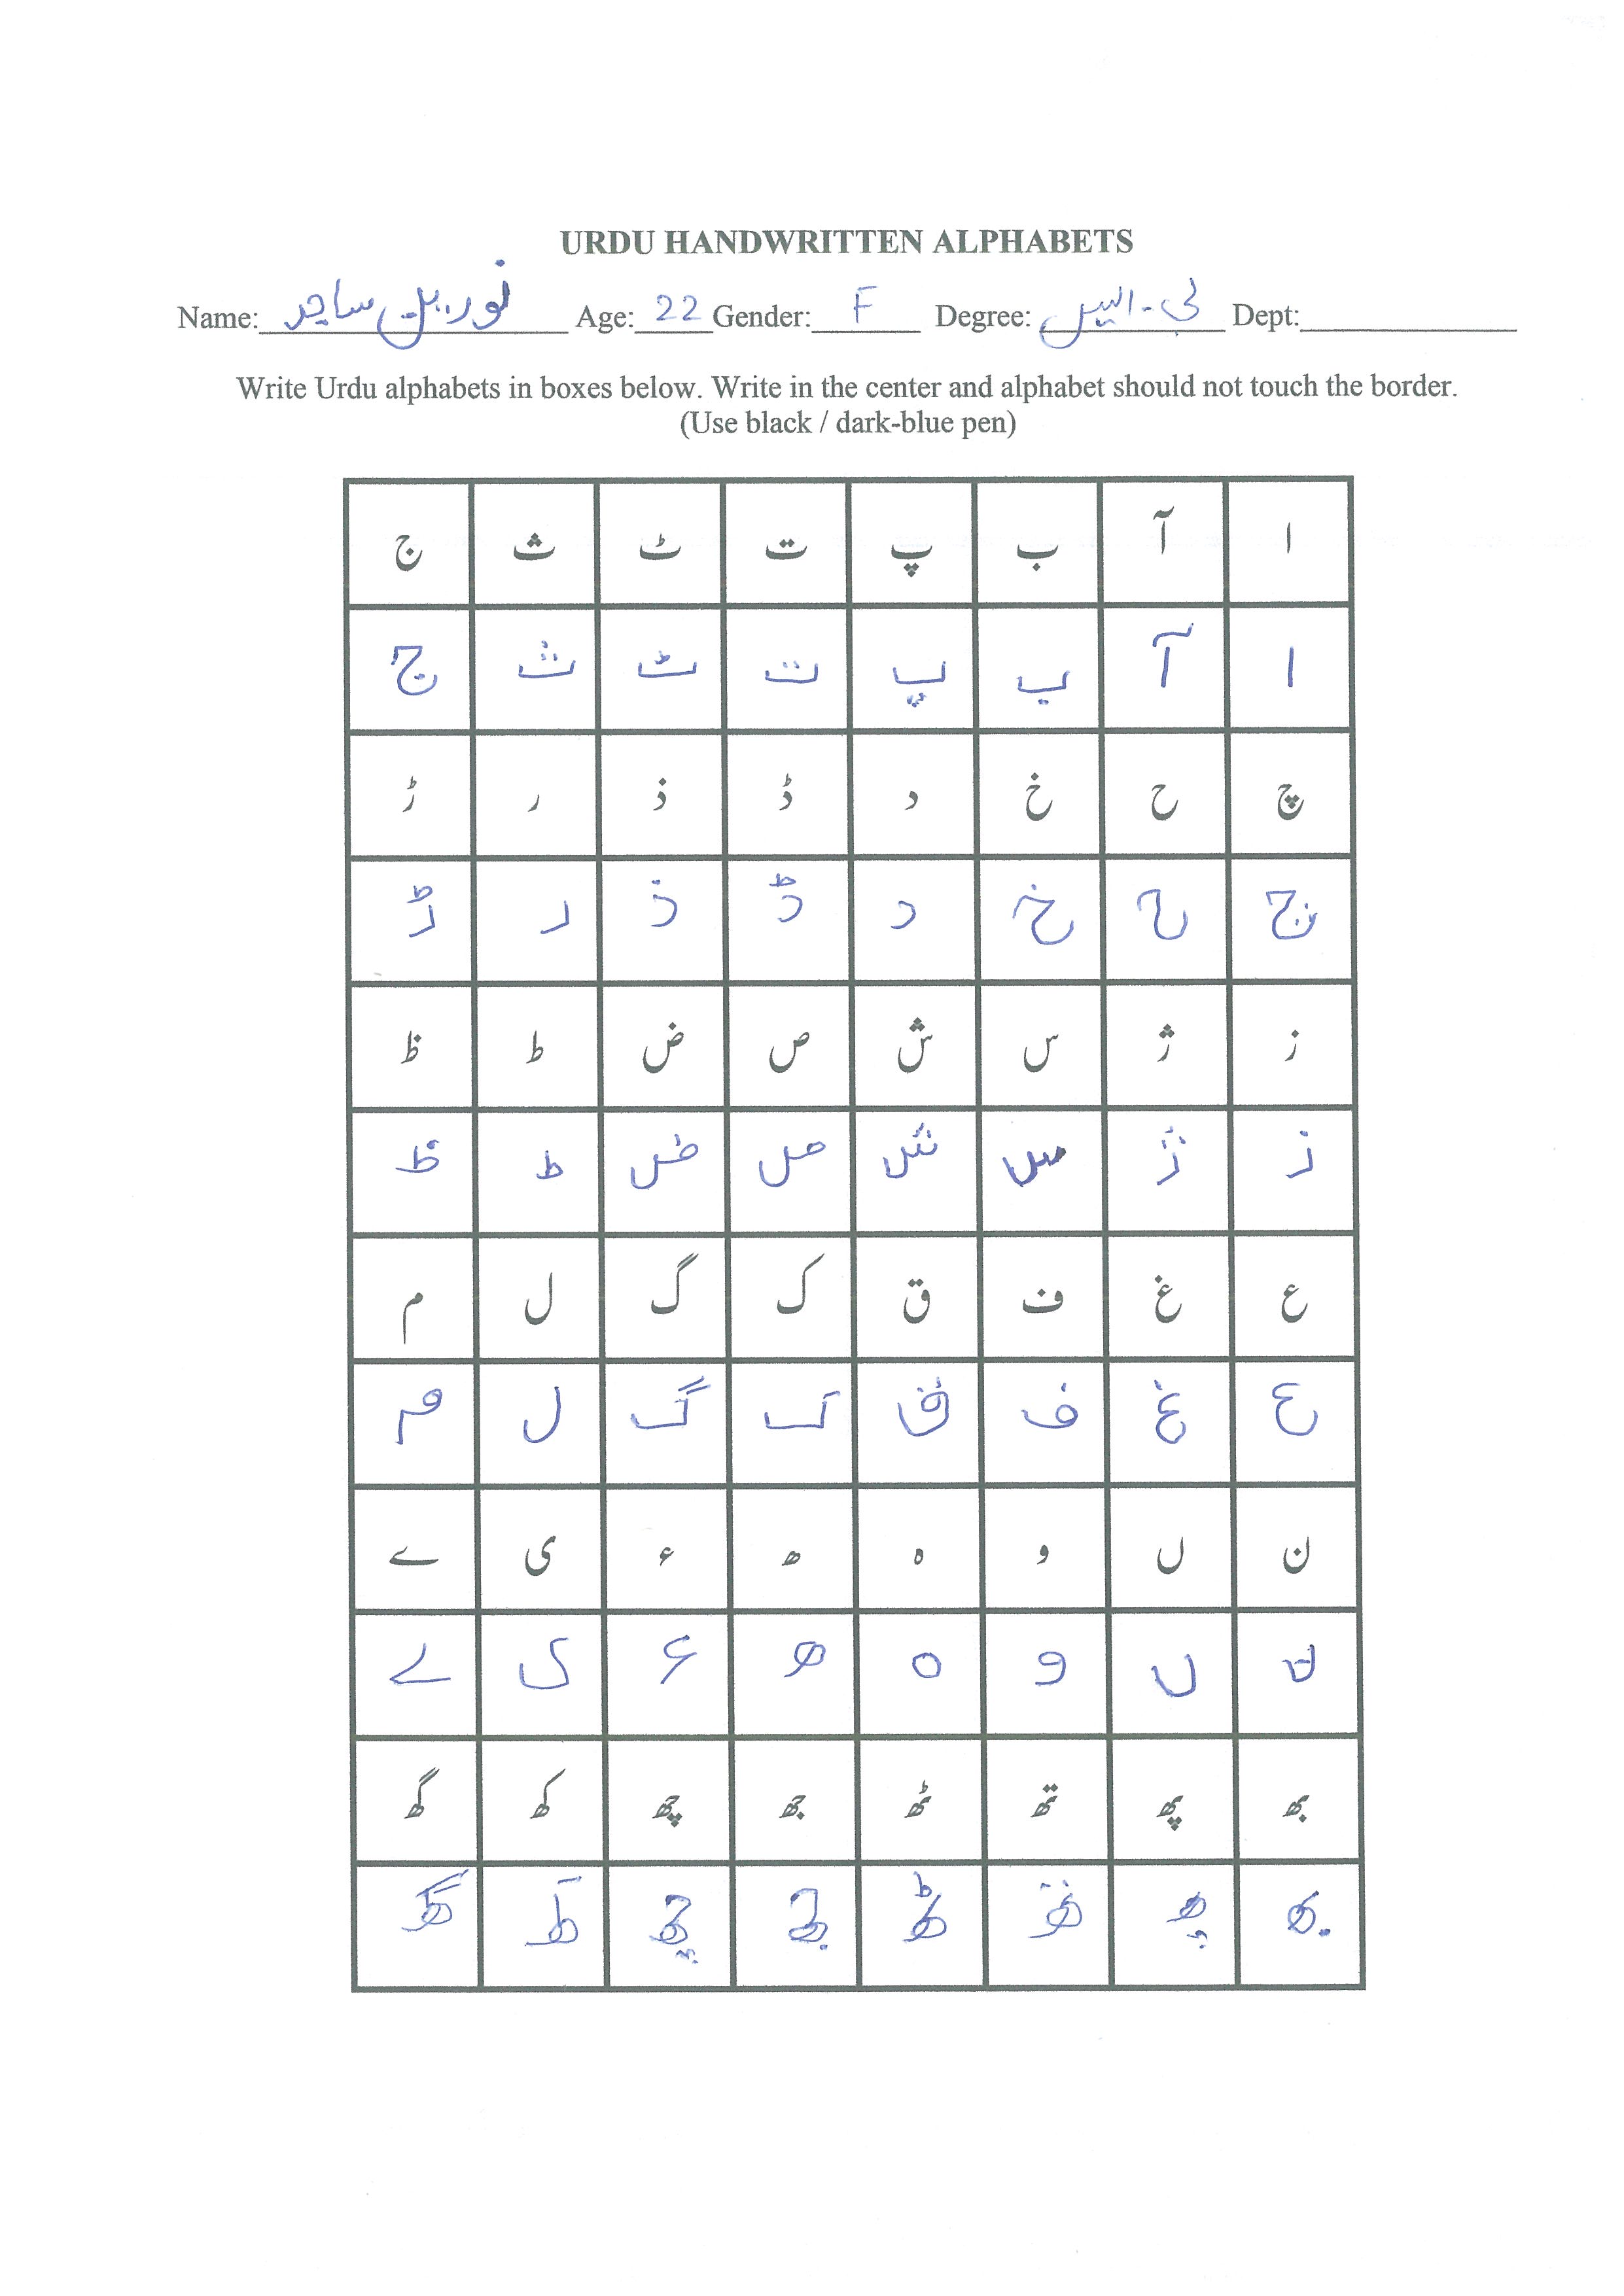 URDU HANDWRITTEN ALPHABETS
Name: نور ساجد Age: 22 Gender: F Degree: بی - ایس Dept:
Write Urdu alphabets in boxes below. Write in the center and alphabet should not touch the border.
(Use black / dark-blue pen)
ا آ ب پ ت ٹ ث ج
ا آ ب پ ت ٹ ث ج
چ ح خ د ڈ ذ ر ڑ
چ ح خ د ڈ ذ ر ڑ
ز ژ س ش ص ض ط ظ
ز ژ س ش ص ض ط ظ
ع غ ف ق ک گ ل م
ع غ ف ق ک گ ل م
ن ں و ہ ھ ء ی ے
ن ں و ہ ھ ء ی ے
بھ پھ تھ ٹھ جھ چھ کھ گھ
بھ پھ تھ ٹھ جھ چھ کھ گھ